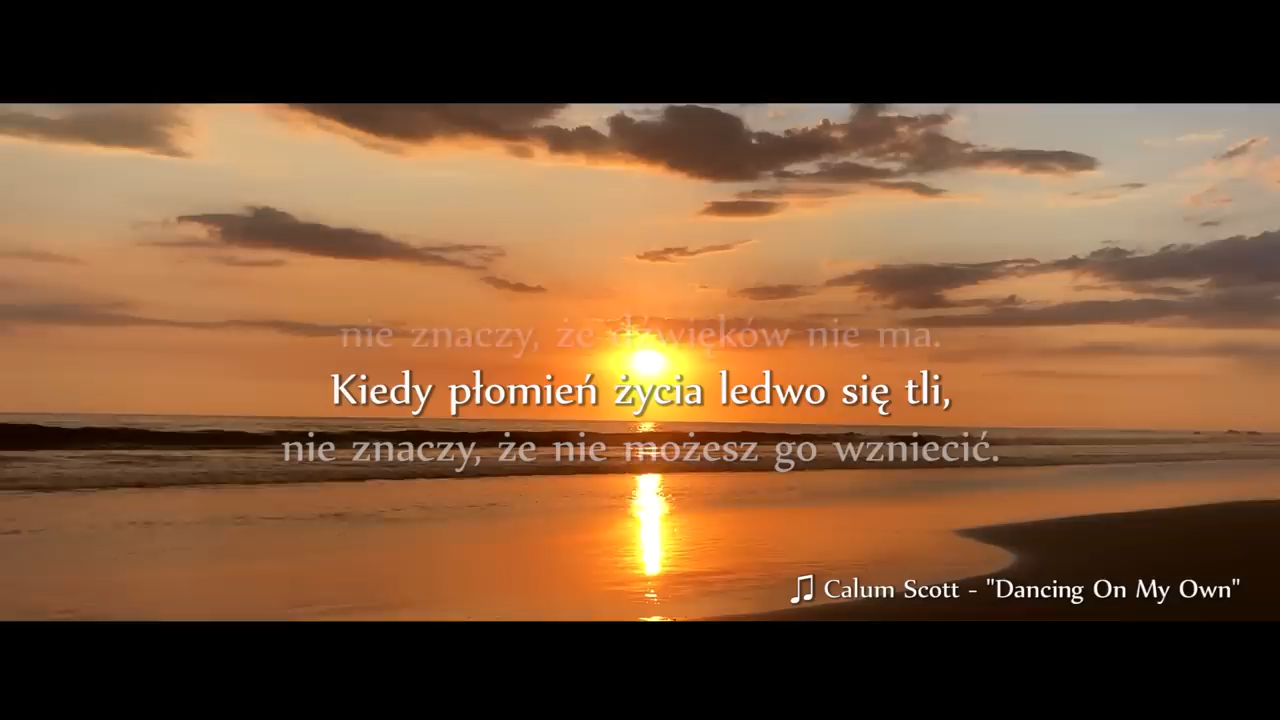 nie znaczy, że dźwięków nie ma.
Kiedy płomień życia ledwo się tli,
nie znaczy, że nie możesz go wzniecić.
♫ Calum Scott - "Dancing On My Own"